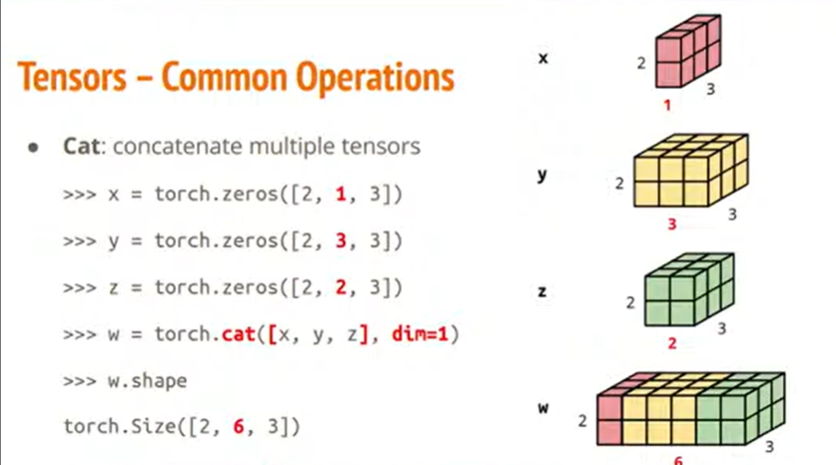 Tensors – Common Operations
● Cat: concatenate multiple tensors
>>> x = torch.zeros([2, 1, 3])
>>> y = torch.zeros([2, 3, 3])
>>> z = torch.zeros([2, 2, 3])
>>> w = torch.cat([x, y, z], dim=1)
>>> w.shape
torch.Size([2, 6, 3])
x
2
1
3
y
2
3
3
z
2
2
3
w
2
6
3